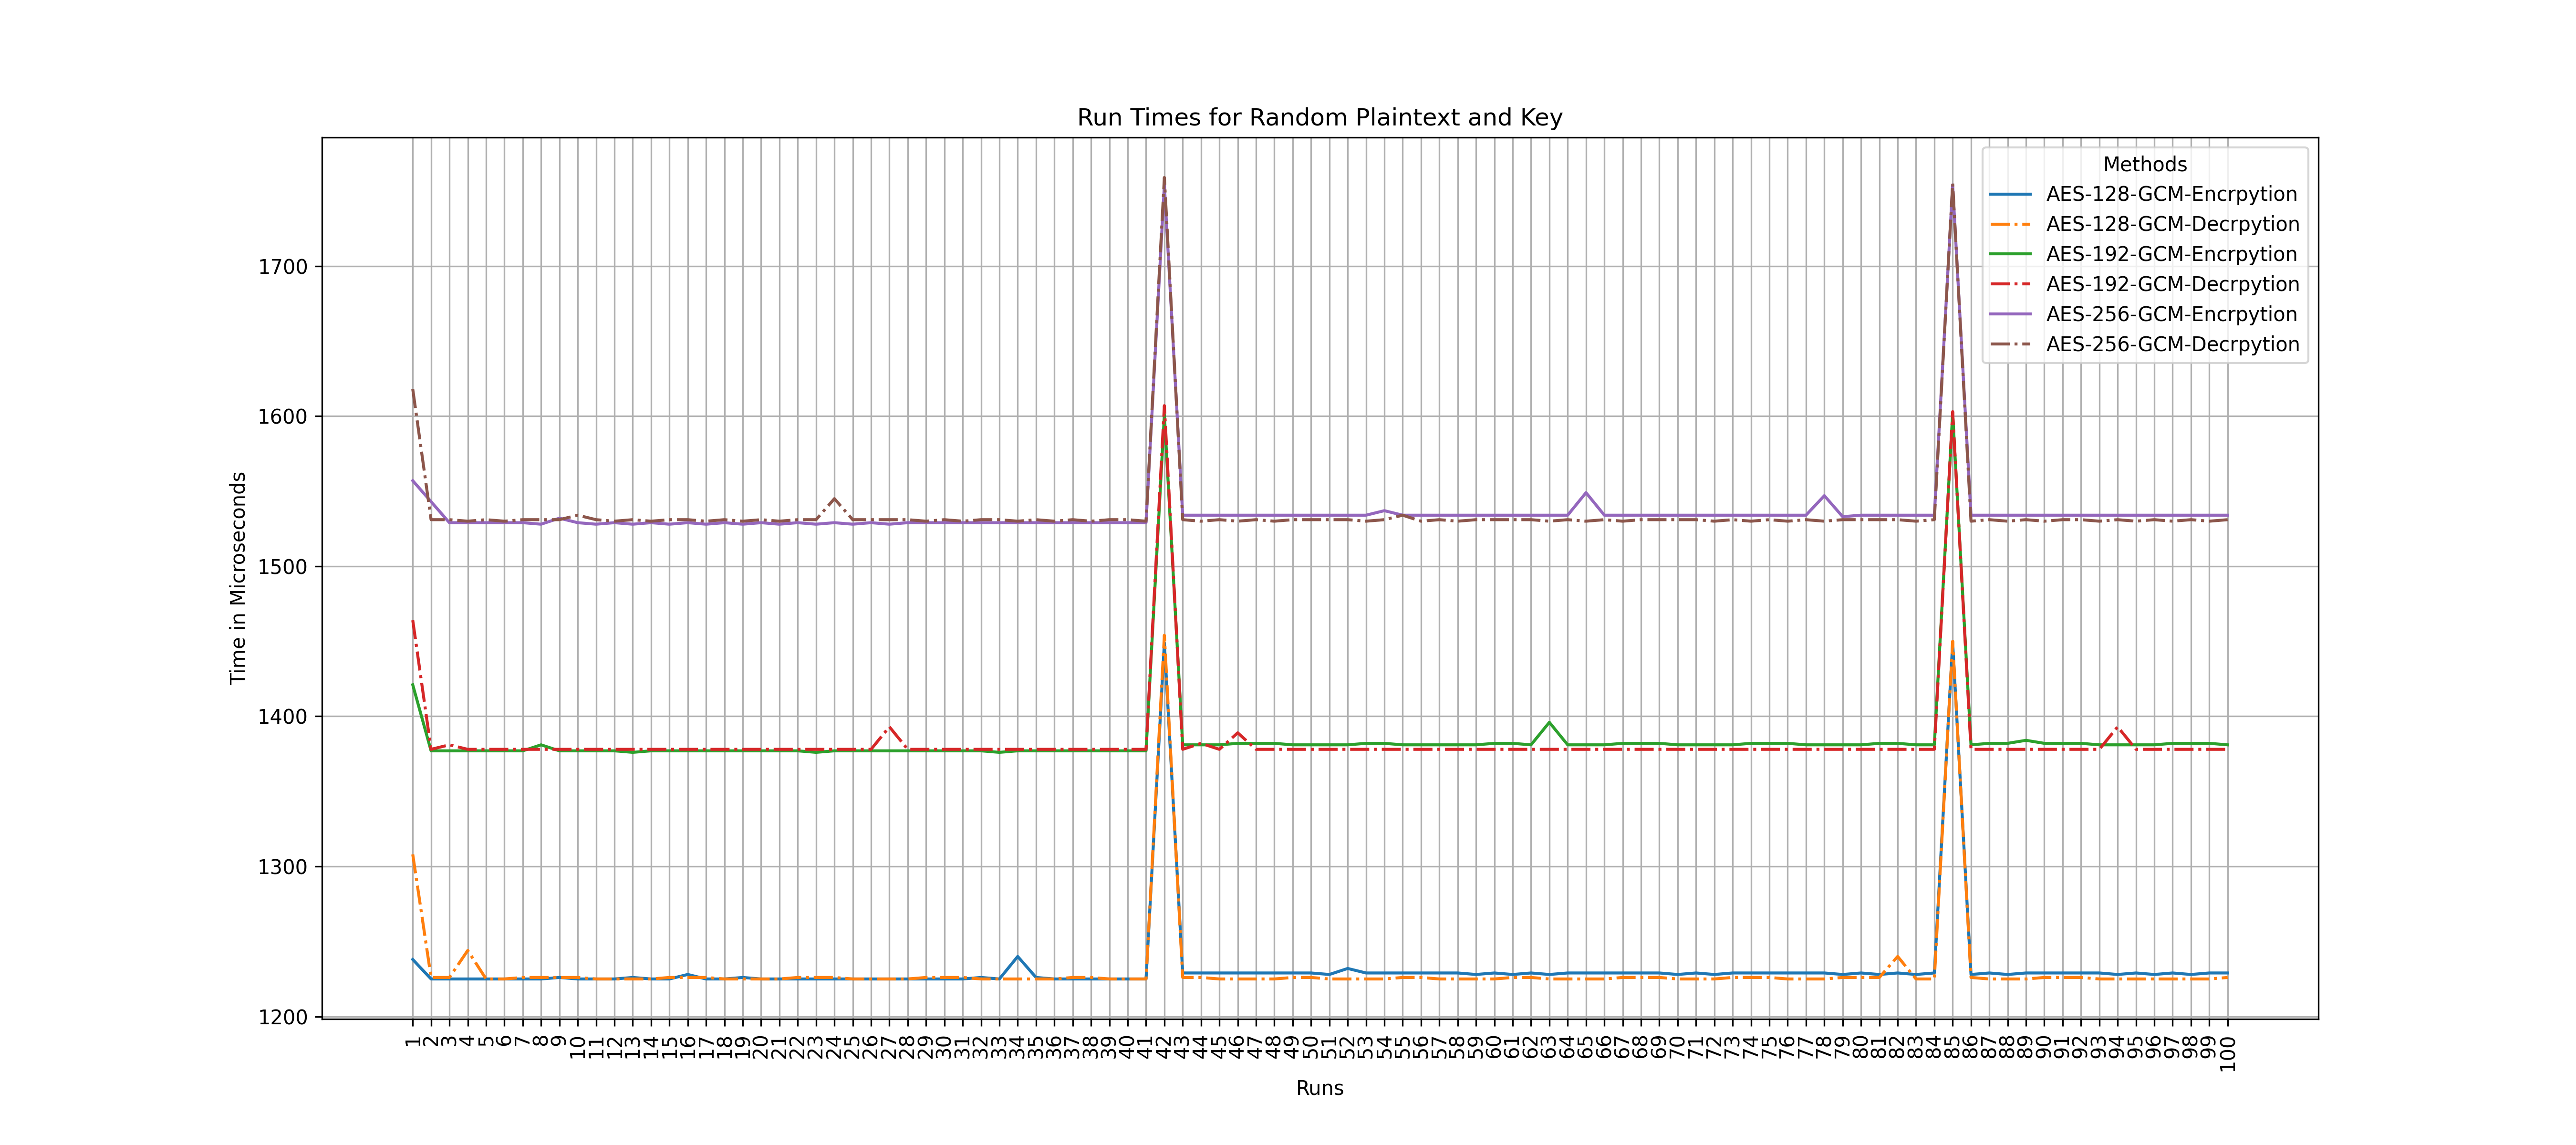 Run Times for Random Plaintext and Key
Methods
AES-128-GCM-Encrpytion
AES-128-GCM-Decrpytion
AES-192-GCM-Encrpytion
AES-192-GCM-Decrpytion
AES-256-GCM-Encrpytion
AES-256-GCM-Decrpytion
Time in Microseconds
1700
1600
1500
1400
1300
1200
1 2 3 4 5 6 7 8 9 10 11 12 13 14 15 16 17 18 19 20 21 22 23 24 25 26 27 28 29 30 31 32 33 34 35 36 37 38 39 40 41 42 43 44 45 46 47 48 49 50 51 52 53 54 55 56 57 58 59 60 61 62 63 64 65 66 67 68 69 70 71 72 73 74 75 76 77 78 79 80 81 82 83 84 85 86 87 88 89 90 91 92 93 94 95 96 97 98 99 100
Runs